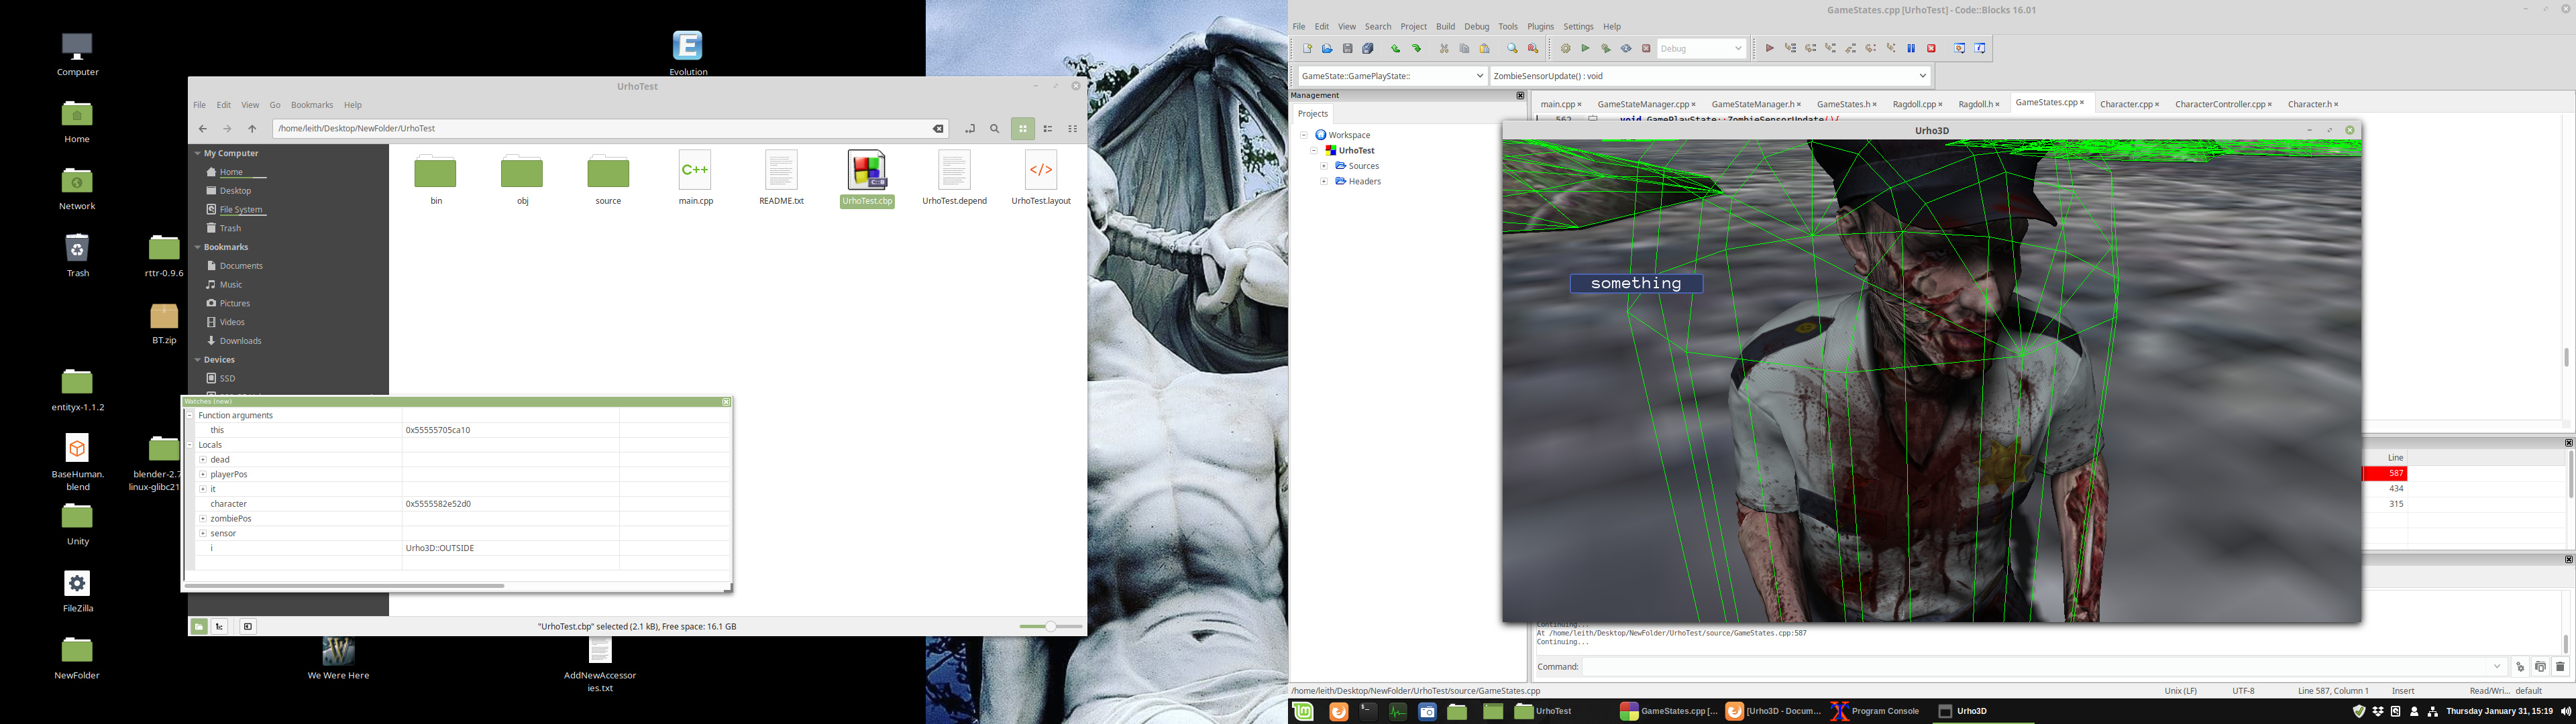 Computer
Home
Network
Trash
rttr-0.9.6
BT.zip
entityx-1.1.2
BaseHuman.
blend
blender-2.7
linux-glibc21
Unity
FileZilla
NewFolder
We Were Here
AddNewAccessor
ies.txt
Evolution
UrhoTest
File Edit View Go Bookmarks Help
/home/leith/Desktop/NewFolder/UrhoTest
My Computer
Home
Desktop
File System
Trash
Bookmarks
Documents
Music
Pictures
Videos
Downloads
Devices
SSD
bin
obj
source
main.cpp
README.txt
UrhoTest.cbp
UrhoTest.depend
UrhoTest.layout
"UrhoTest.cbp" selected (2.1 kB), Free space: 16.1 GB
Watches (new)
Function arguments
this 0x55555705ca10
Locals
dead
playerPos
it
character 0x5555582e52d0
zombiePos
sensor
i Urho3D::OUTSIDE
GameStates.cpp [UrhoTest] - Code::Blocks 16.01
File Edit View Search Project Build Debug Tools Plugins Settings Help
Debug
GameState::GamePlayState:: ZombieSensorUpdate() : void
Management
Projects
Workspace
UrhoTest
Sources
Headers
main.cpp GameStateManager.cpp GameStateManager.h GameStates.h Ragdoll.cpp Ragdoll.h GameStates.cpp Character.cpp CharacterController.cpp Character.h
562 void GamePlayState::ZombieSensorUpdate(){
Urho3D
something
Line
587
434
315
Continuing...
At /home/leith/Desktop/NewFolder/UrhoTest/source/GameStates.cpp:587
Continuing...
Command:
/home/leith/Desktop/NewFolder/UrhoTest/source/GameStates.cpp Unix (LF) UTF-8 Line 587, Column 1 Insert Read/Wri... default
UrhoTest GameStates.cpp [... [Urho3D - Docum... Program Console Urho3D Thursday January 31, 15:19